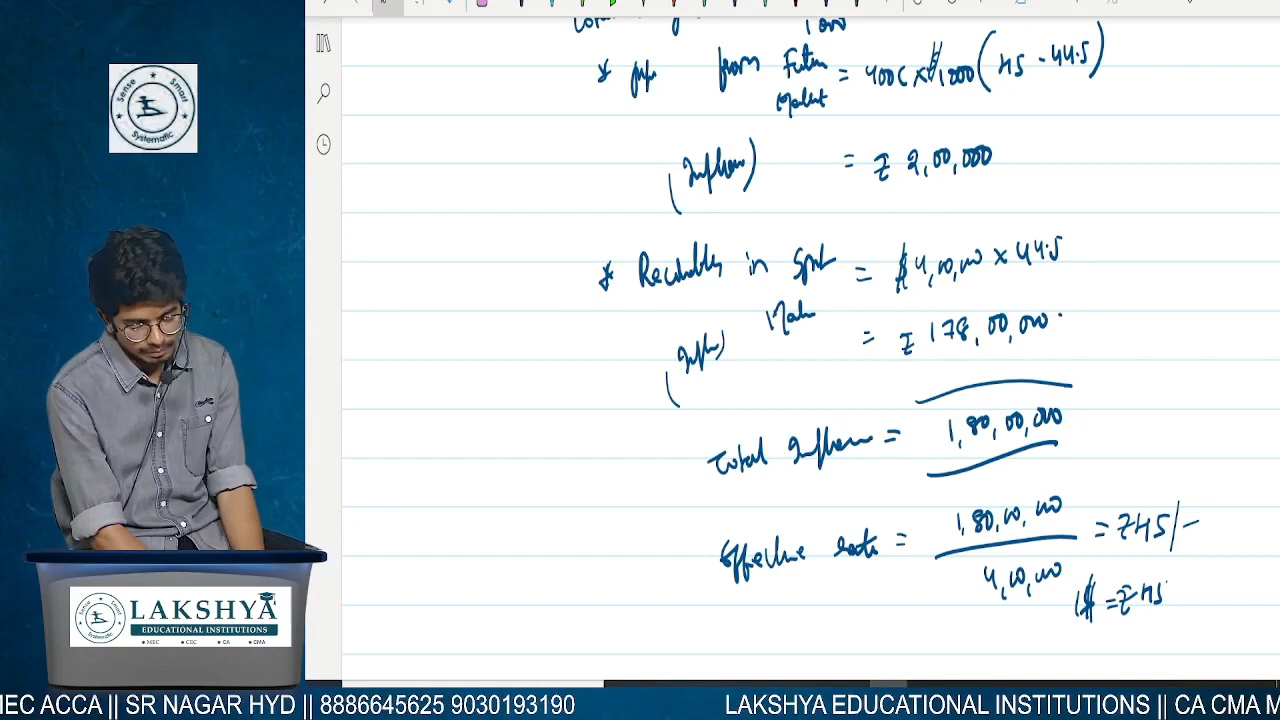 * from Future = 400C x $1000 (45 - 44.5)
Market
(Inflow) = ₹ 2,00,000
* Receivables in Spot = $ 4,00,000 x 44.5
Market
(Inflow) = ₹ 178,00,000.
Total Inflow = 1,80,00,000
Effective rate = 1,80,00,000 = ₹45/-
4,00,000 1$ = ₹45
Sense Smart
Systematic
LAKSHYA
EDUCATIONAL INSTITUTIONS
• MEC • CEC • CA • CMA
MEC ACCA || SR NAGAR HYD || 8886645625 9030193190 LAKSHYA EDUCATIONAL INSTITUTIONS || CA CMA M